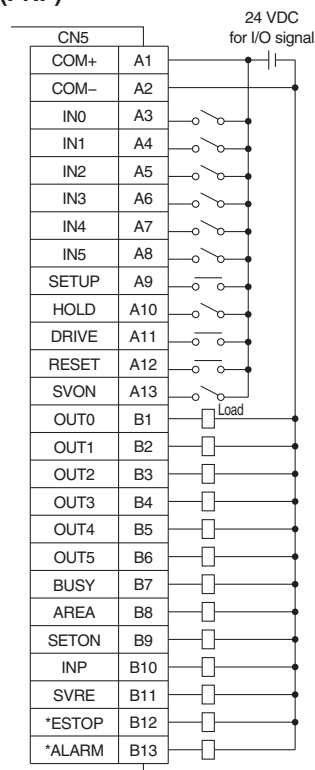 24 VDC
for I/O signal
CN5
COM+ A1
COM– A2
IN0 A3
IN1 A4
IN2 A5
IN3 A6
IN4 A7
IN5 A8
SETUP A9
HOLD A10
DRIVE A11
RESET A12
SVON A13
OUT0 B1 Load
OUT1 B2
OUT2 B3
OUT3 B4
OUT4 B5
OUT5 B6
BUSY B7
AREA B8
SETON B9
INP B10
SVRE B11
*ESTOP B12
*ALARM B13